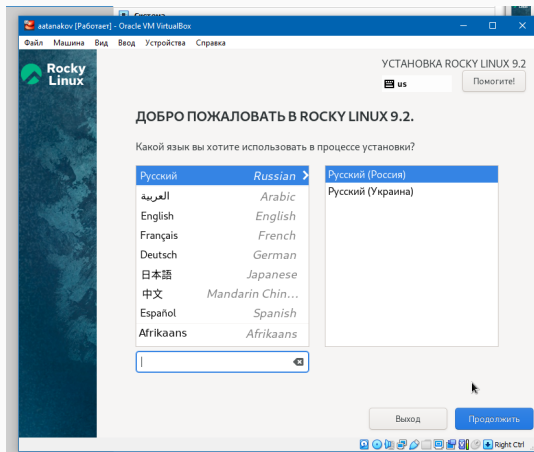 Система
aatanakov [Работает] - Oracle VM VirtualBox
Файл Машина Вид Ввод Устройства Справка
Rocky
Linux
УСТАНОВКА ROCKY LINUX 9.2
us
Помогите!
ДОБРО ПОЖАЛОВАТЬ В ROCKY LINUX 9.2.
Какой язык вы хотите использовать в процессе установки?
Русский Russian
العربية Arabic
English English
Français French
Deutsch German
日本語 Japanese
中文 Mandarin Chin...
Español Spanish
Afrikaans Afrikaans
Русский (Россия)
Русский (Украина)
Выход
Продолжить
Right Ctrl